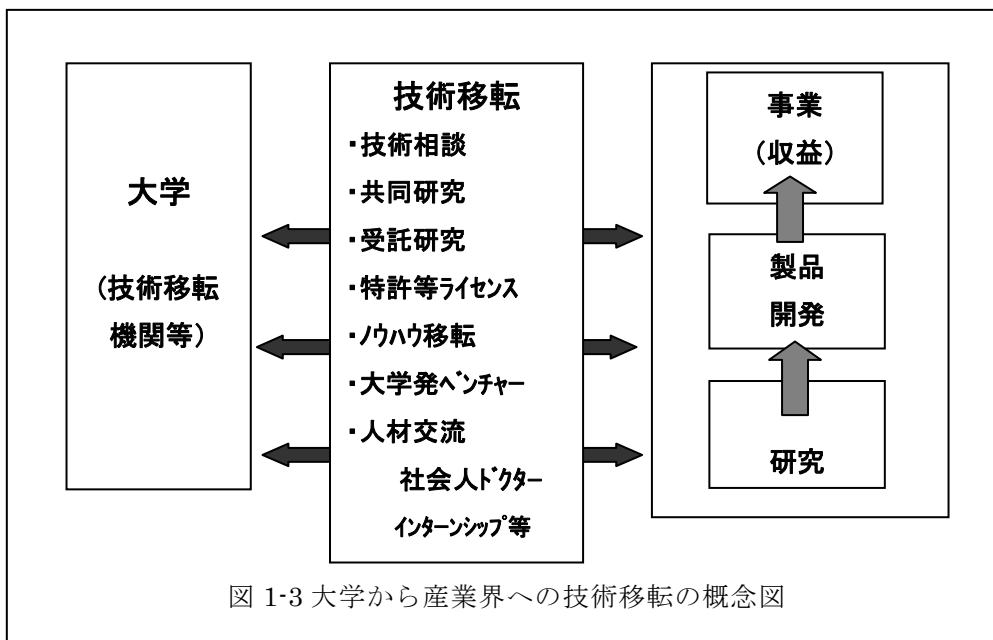 大学
(技術移転
機関等)
技術移転
・技術相談
・共同研究
・受託研究
・特許等ライセンス
・ノウハウ移転
・大学発ベンチャー
・人材交流
社会人ドクター
インターンシップ等
事業
(収益)
製品
開発
研究
図 1-3 大学から産業界への技術移転の概念図